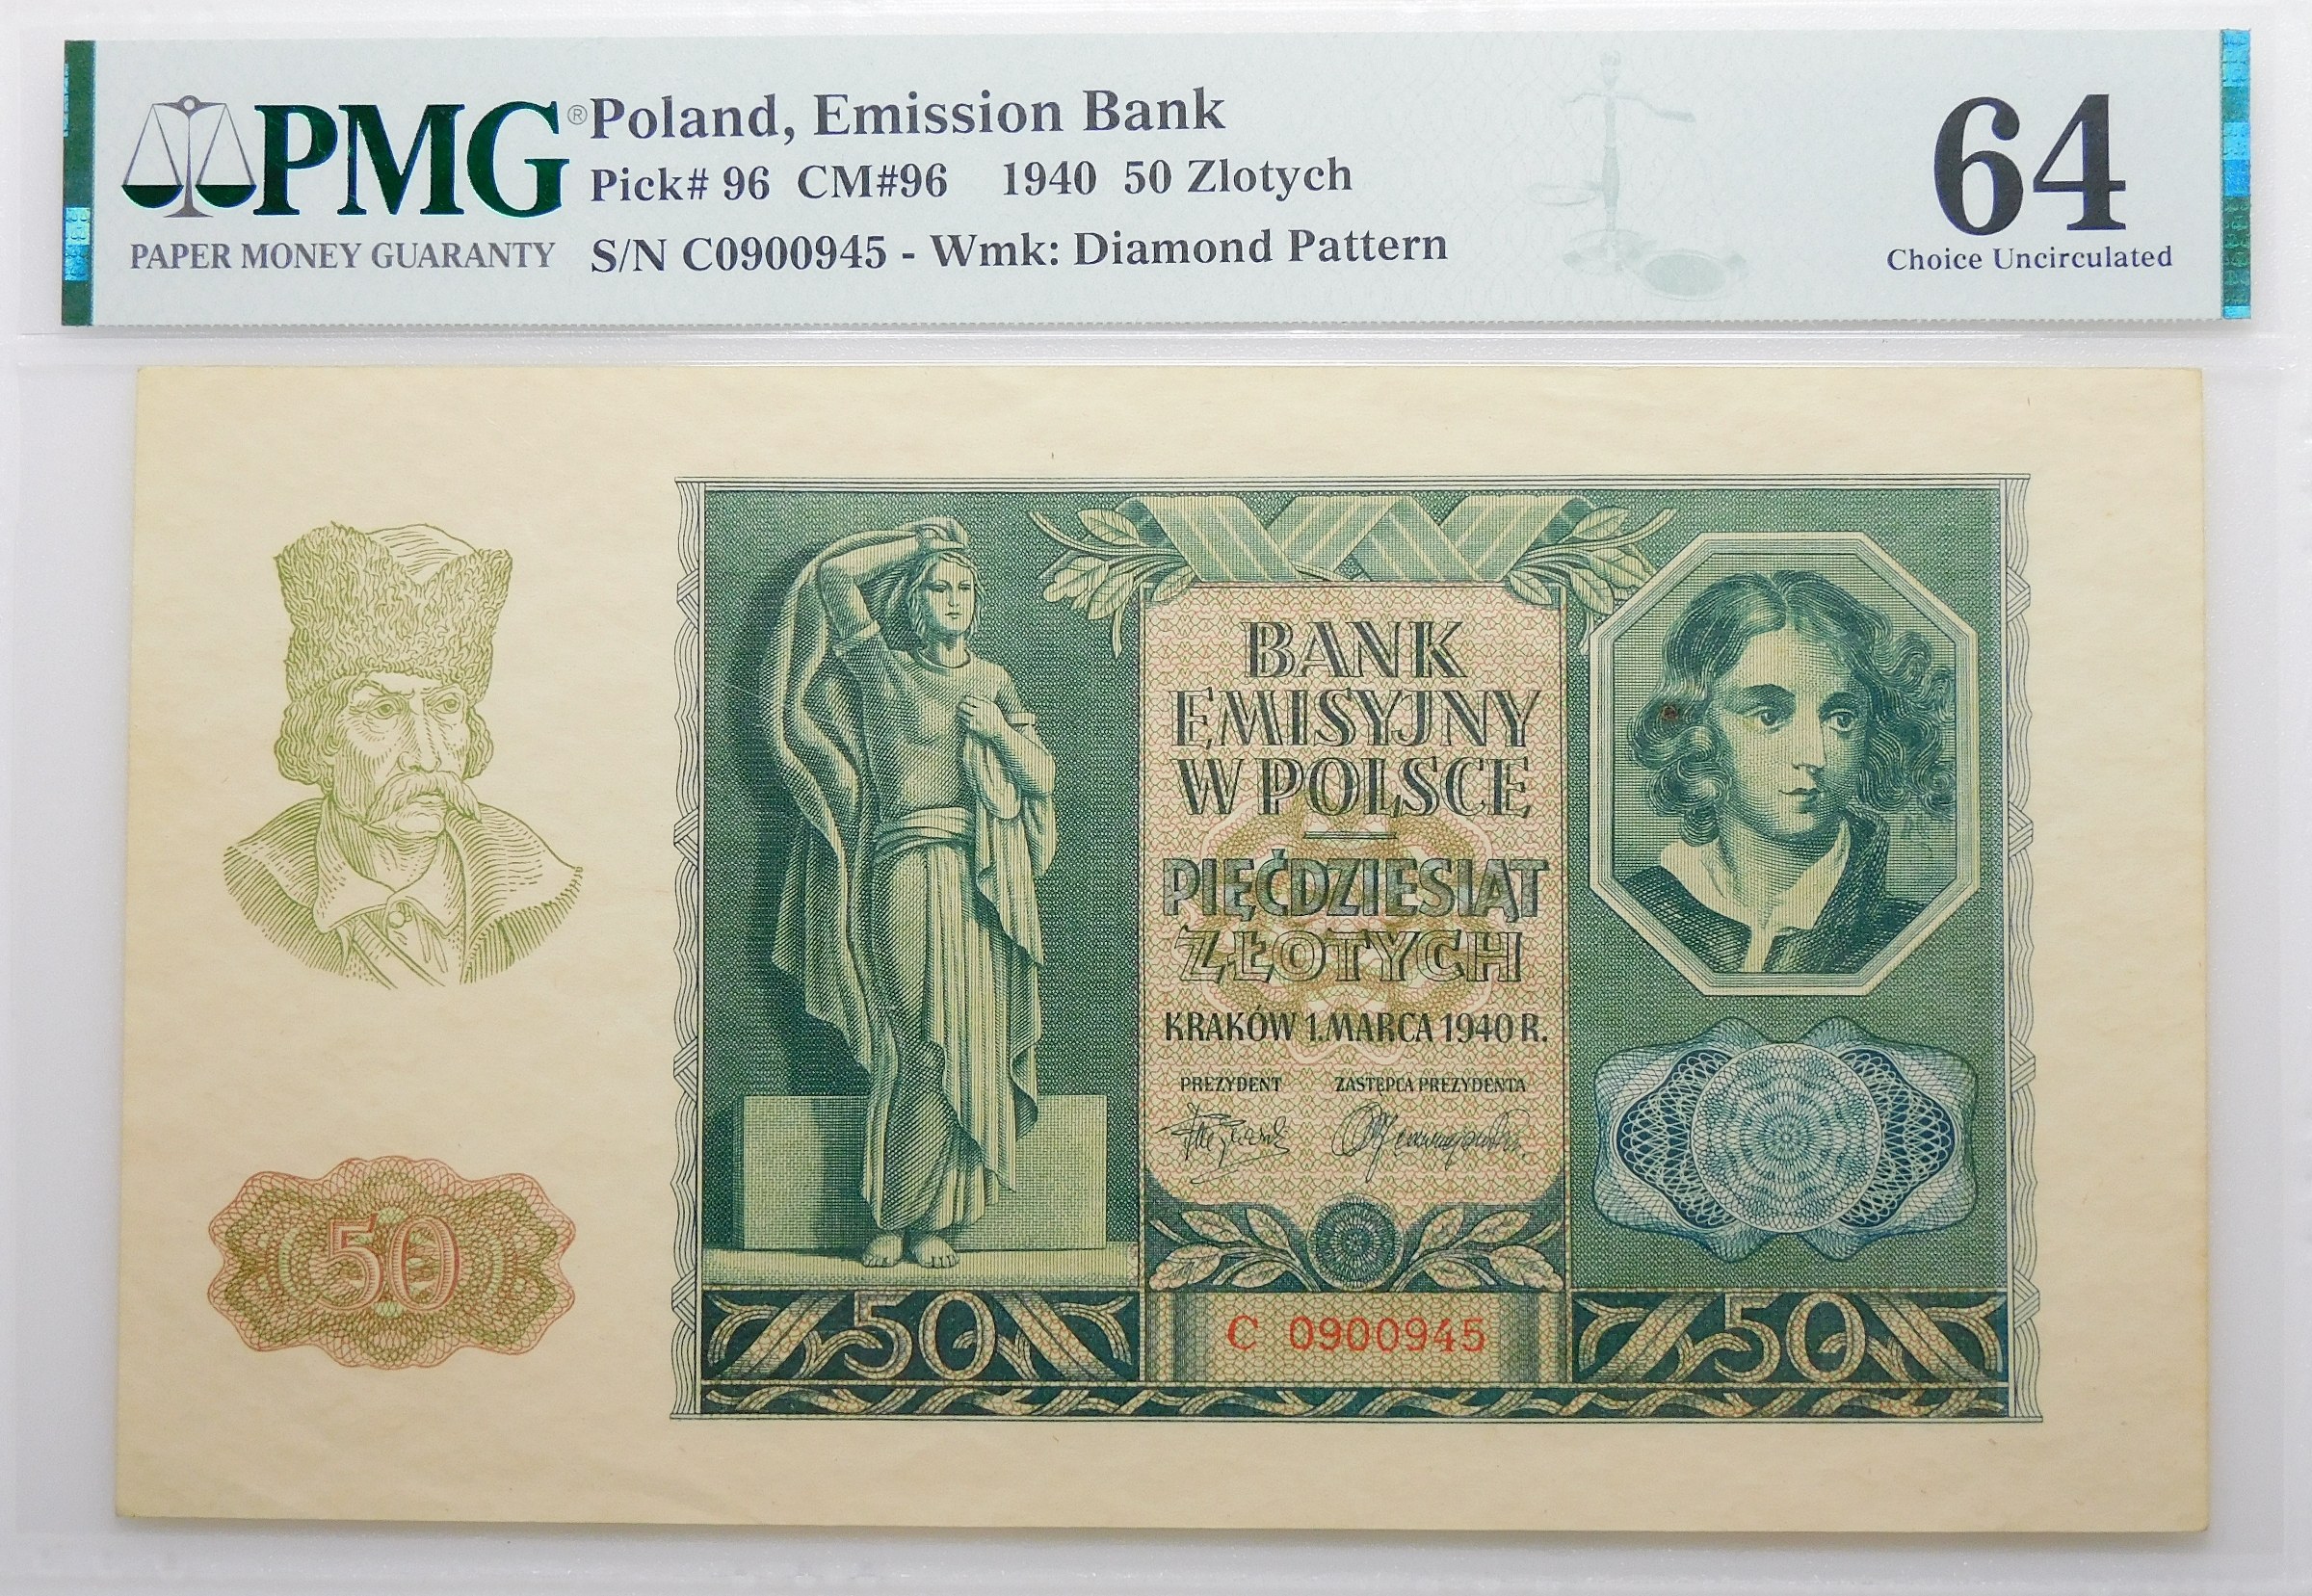 PMG®
PAPER MONEY GUARANTY
Poland, Emission Bank
Pick# 96 CM#96 1940 50 Zlotych
S/N C0900945 - Wmk: Diamond Pattern
64
Choice Uncirculated
BANK
EMISYJNY
W POLSCE
PIĘĆDZIESIĄT
ZŁOTYCH
KRAKÓW 1. MARCA 1940 R.
PREZYDENT ZASTĘPCA PREZYDENTA
50
50 C 0900945 50